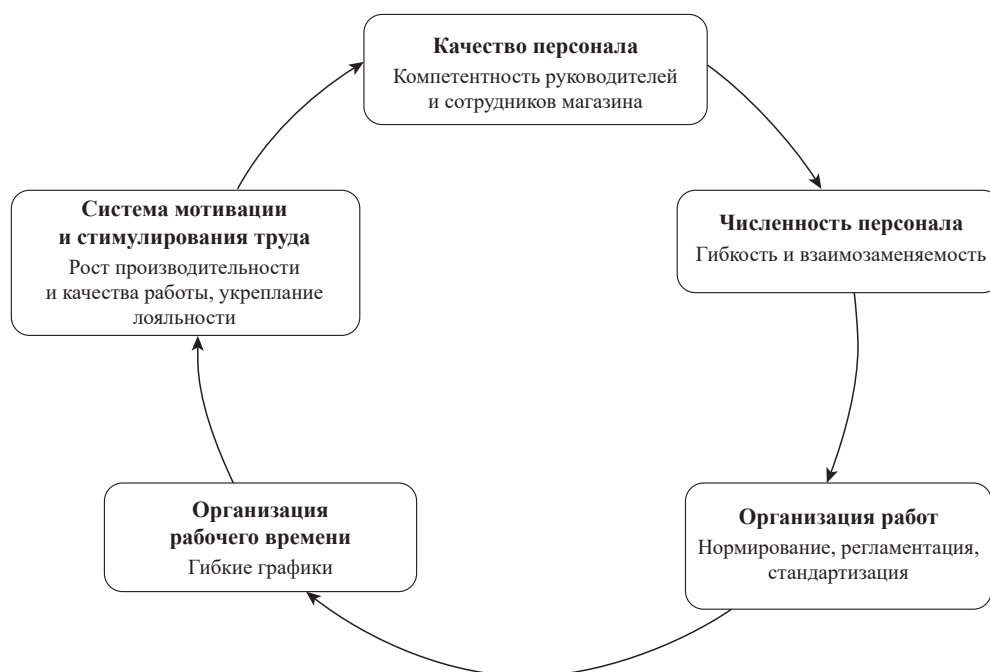 Качество персонала
Компетентность руководителей
и сотрудников магазина
Численность персонала
Гибкость и взаимозаменяемость
Организация работ
Нормирование, регламентация,
стандартизация
Организация
рабочего времени
Гибкие графики
Система мотивации
и стимулирования труда
Рост производительности
и качества работы, укреплание
лояльности